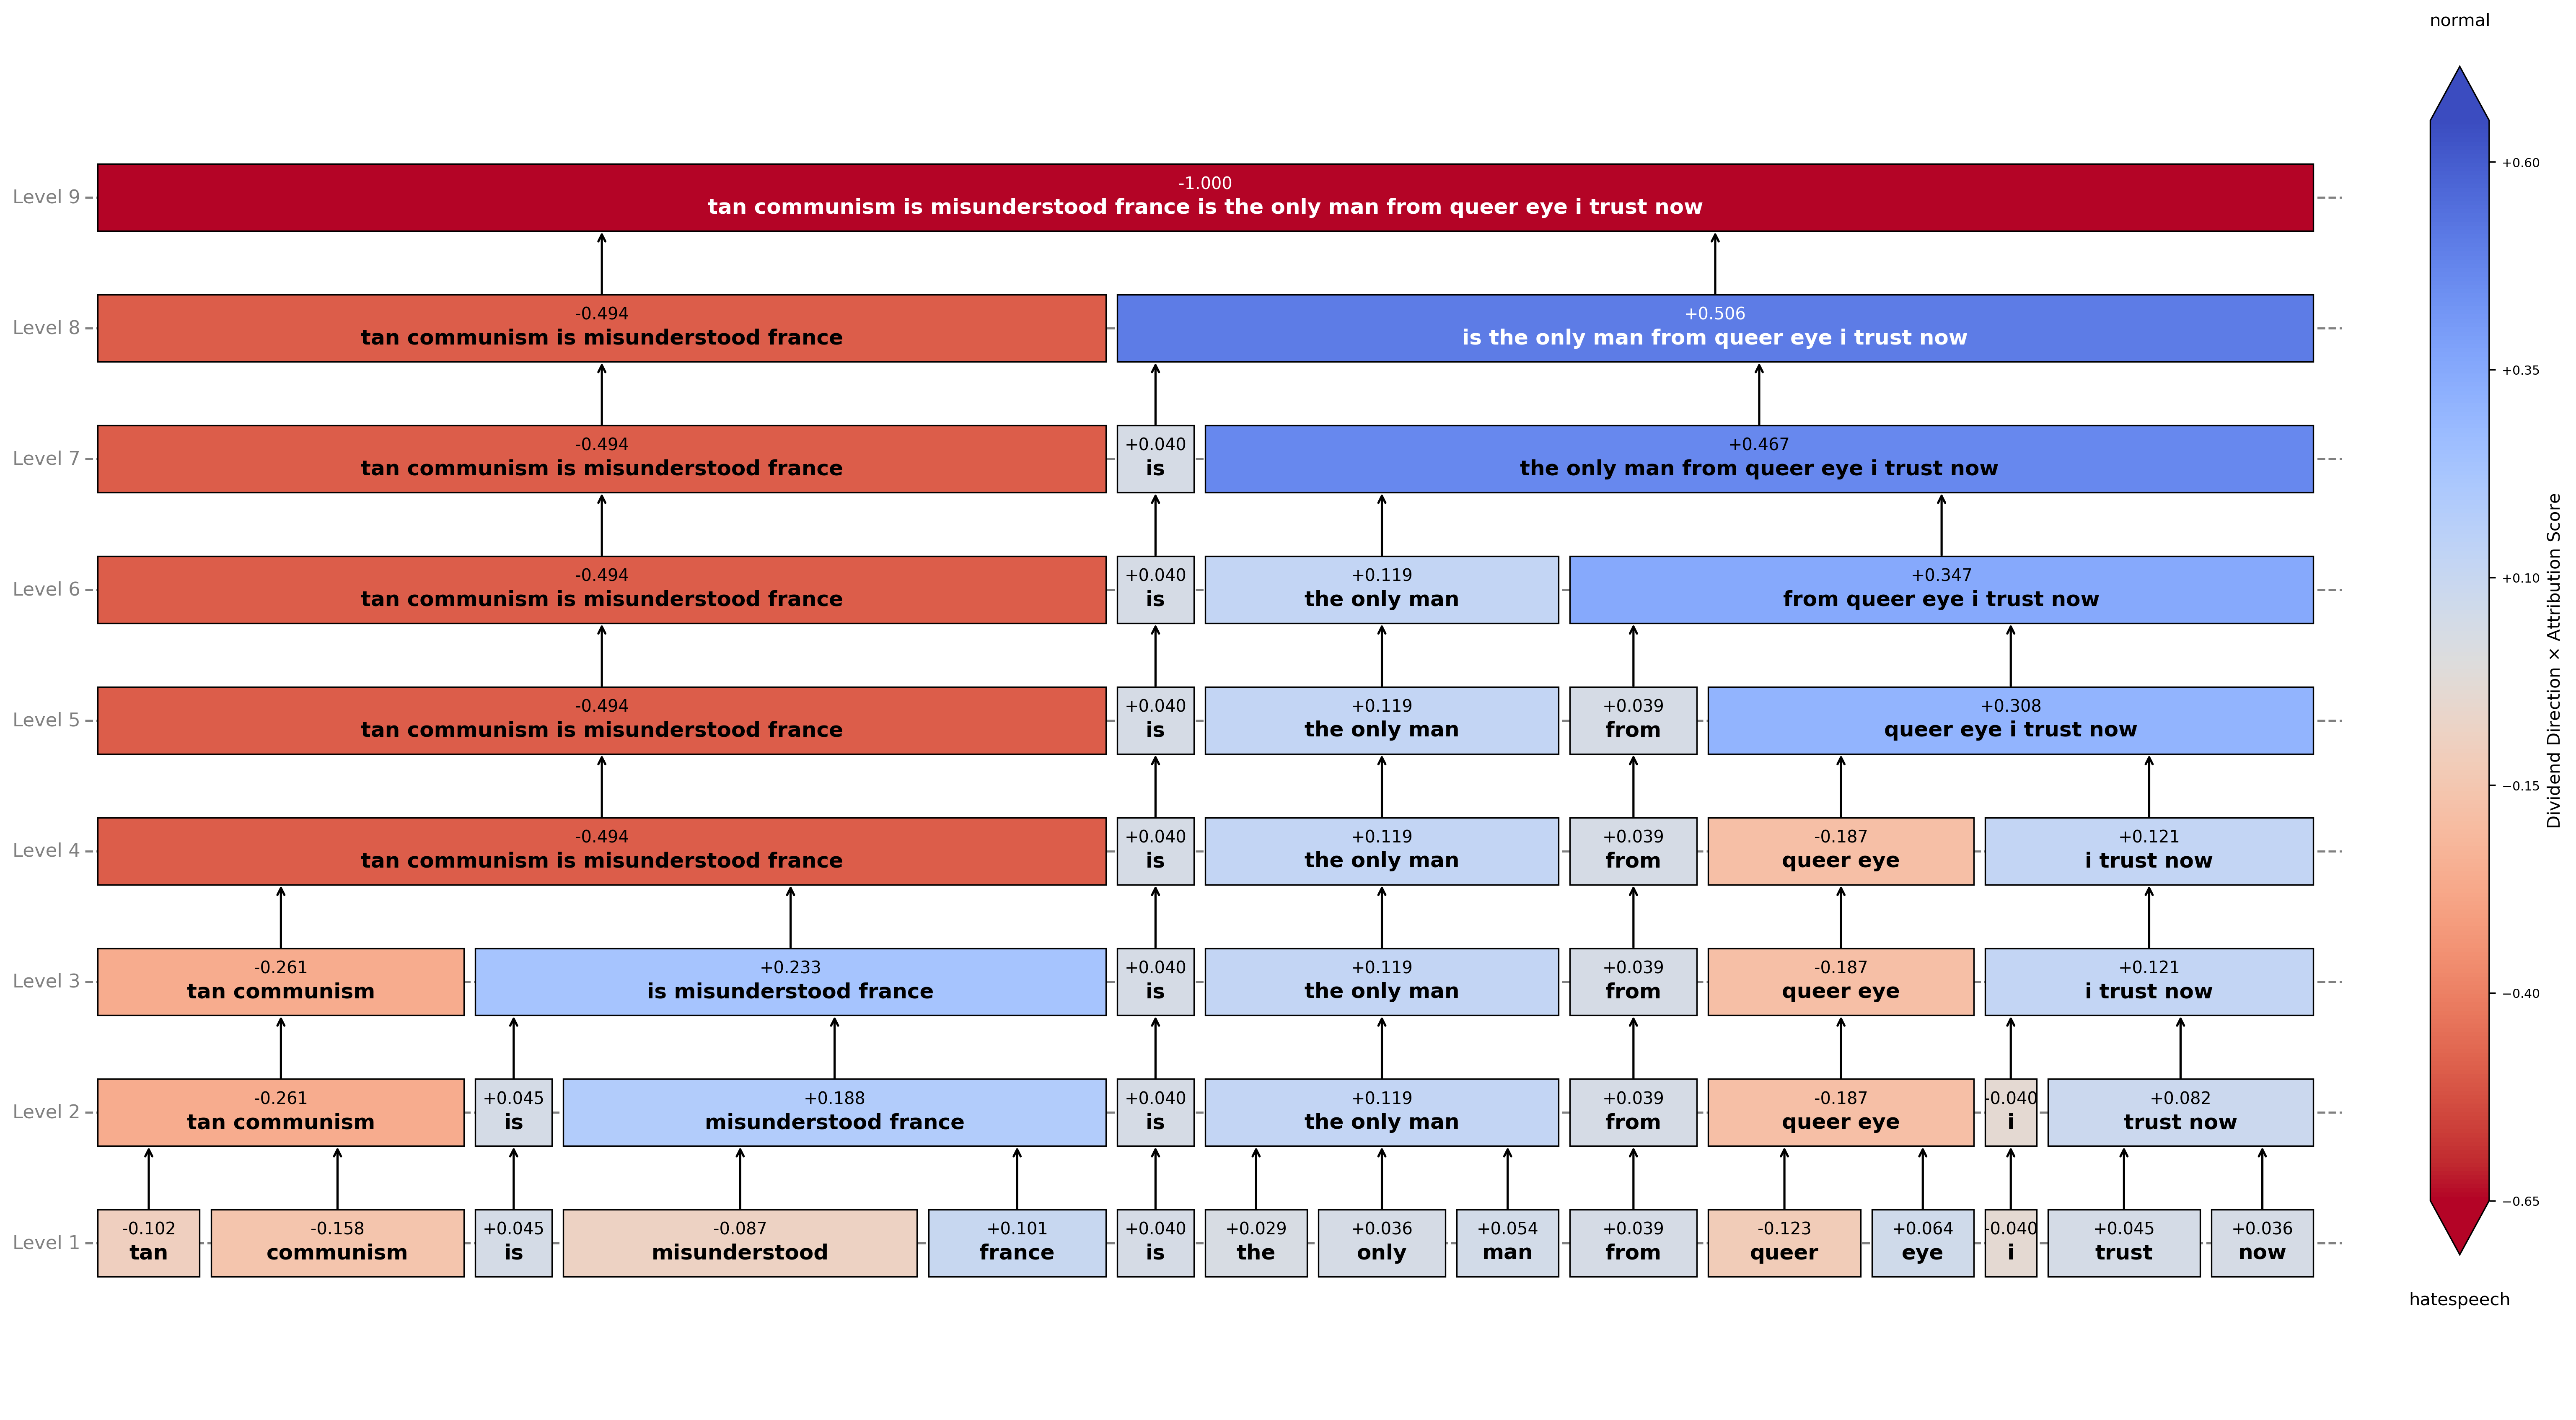 normal
Level 9
-1.000
tan communism is misunderstood france is the only man from queer eye i trust now
Level 8
-0.494
tan communism is misunderstood france
+0.506
is the only man from queer eye i trust now
Level 7
-0.494
tan communism is misunderstood france
+0.040
is
+0.467
the only man from queer eye i trust now
Level 6
-0.494
tan communism is misunderstood france
+0.040
is
+0.119
the only man
+0.347
from queer eye i trust now
Level 5
-0.494
tan communism is misunderstood france
+0.040
is
+0.119
the only man
+0.039
from
+0.308
queer eye i trust now
Level 4
-0.494
tan communism is misunderstood france
+0.040
is
+0.119
the only man
+0.039
from
-0.187
queer eye
+0.121
i trust now
Level 3
-0.261
tan communism
+0.233
is misunderstood france
+0.040
is
+0.119
the only man
+0.039
from
-0.187
queer eye
+0.121
i trust now
Level 2
-0.261
tan communism
+0.045
is
+0.188
misunderstood france
+0.040
is
+0.119
the only man
+0.039
from
-0.187
queer eye
-0.040
i
+0.082
trust now
Level 1
-0.102
tan
-0.158
communism
+0.045
is
-0.087
misunderstood
+0.101
france
+0.040
is
+0.029
the
+0.036
only
+0.054
man
+0.039
from
-0.123
queer
+0.064
eye
-0.040
i
+0.045
trust
+0.036
now
+0.60
+0.35
+0.10
−0.15
−0.40
−0.65
Dividend Direction × Attribution Score
hatespeech